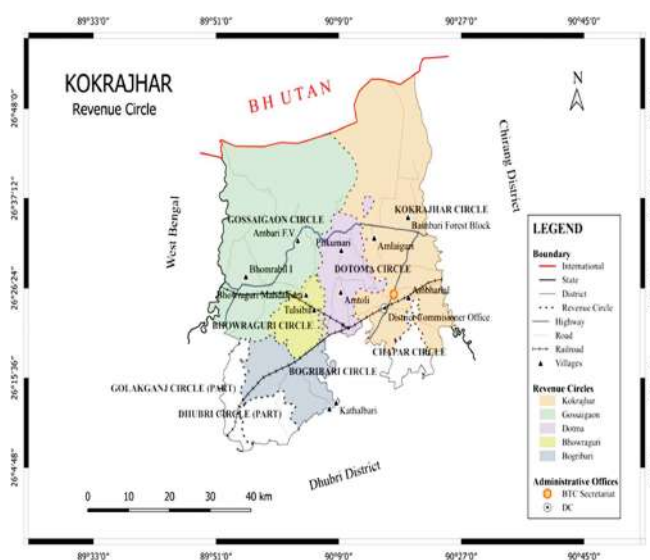 89°33'0"
89°51'0"
90°9'0"
90°27'0"
90°45'0"
KOKRAJHAR
Revenue Circle
BHUTAN
N
26°48'0"
26°37'12"
26°26'24"
26°15'36"
26°4'48"
West Bengal
Chirang District
KOKRAJHAR CIRCLE
GOSSAIGAON CIRCLE
Ambari F.V.
Amlaiguri
DOTOMA CIRCLE
Bhomrabil I
Amtoli
Tulsibil
BHOWRAGURI CIRCLE
District Commissioner Office
CHAPAR CIRCLE
BOGRIBARI CIRCLE
GOLAKGANJ CIRCLE (PART)
DHUBRI CIRCLE (PART)
Kathalbari
Dhubri District
0 10 20 30 40 km
LEGEND
Boundary
International
State
District
Revenue Circle
Highway
Road
Railroad
Villages
Revenue Circles
Kokrajhar
Gossaigaon
Dotma
Bhowraguri
Bogribari
Administrative Offices
BTC Secretariat
DC
89°33'0"
89°51'0"
90°9'0"
90°27'0"
90°45'0"